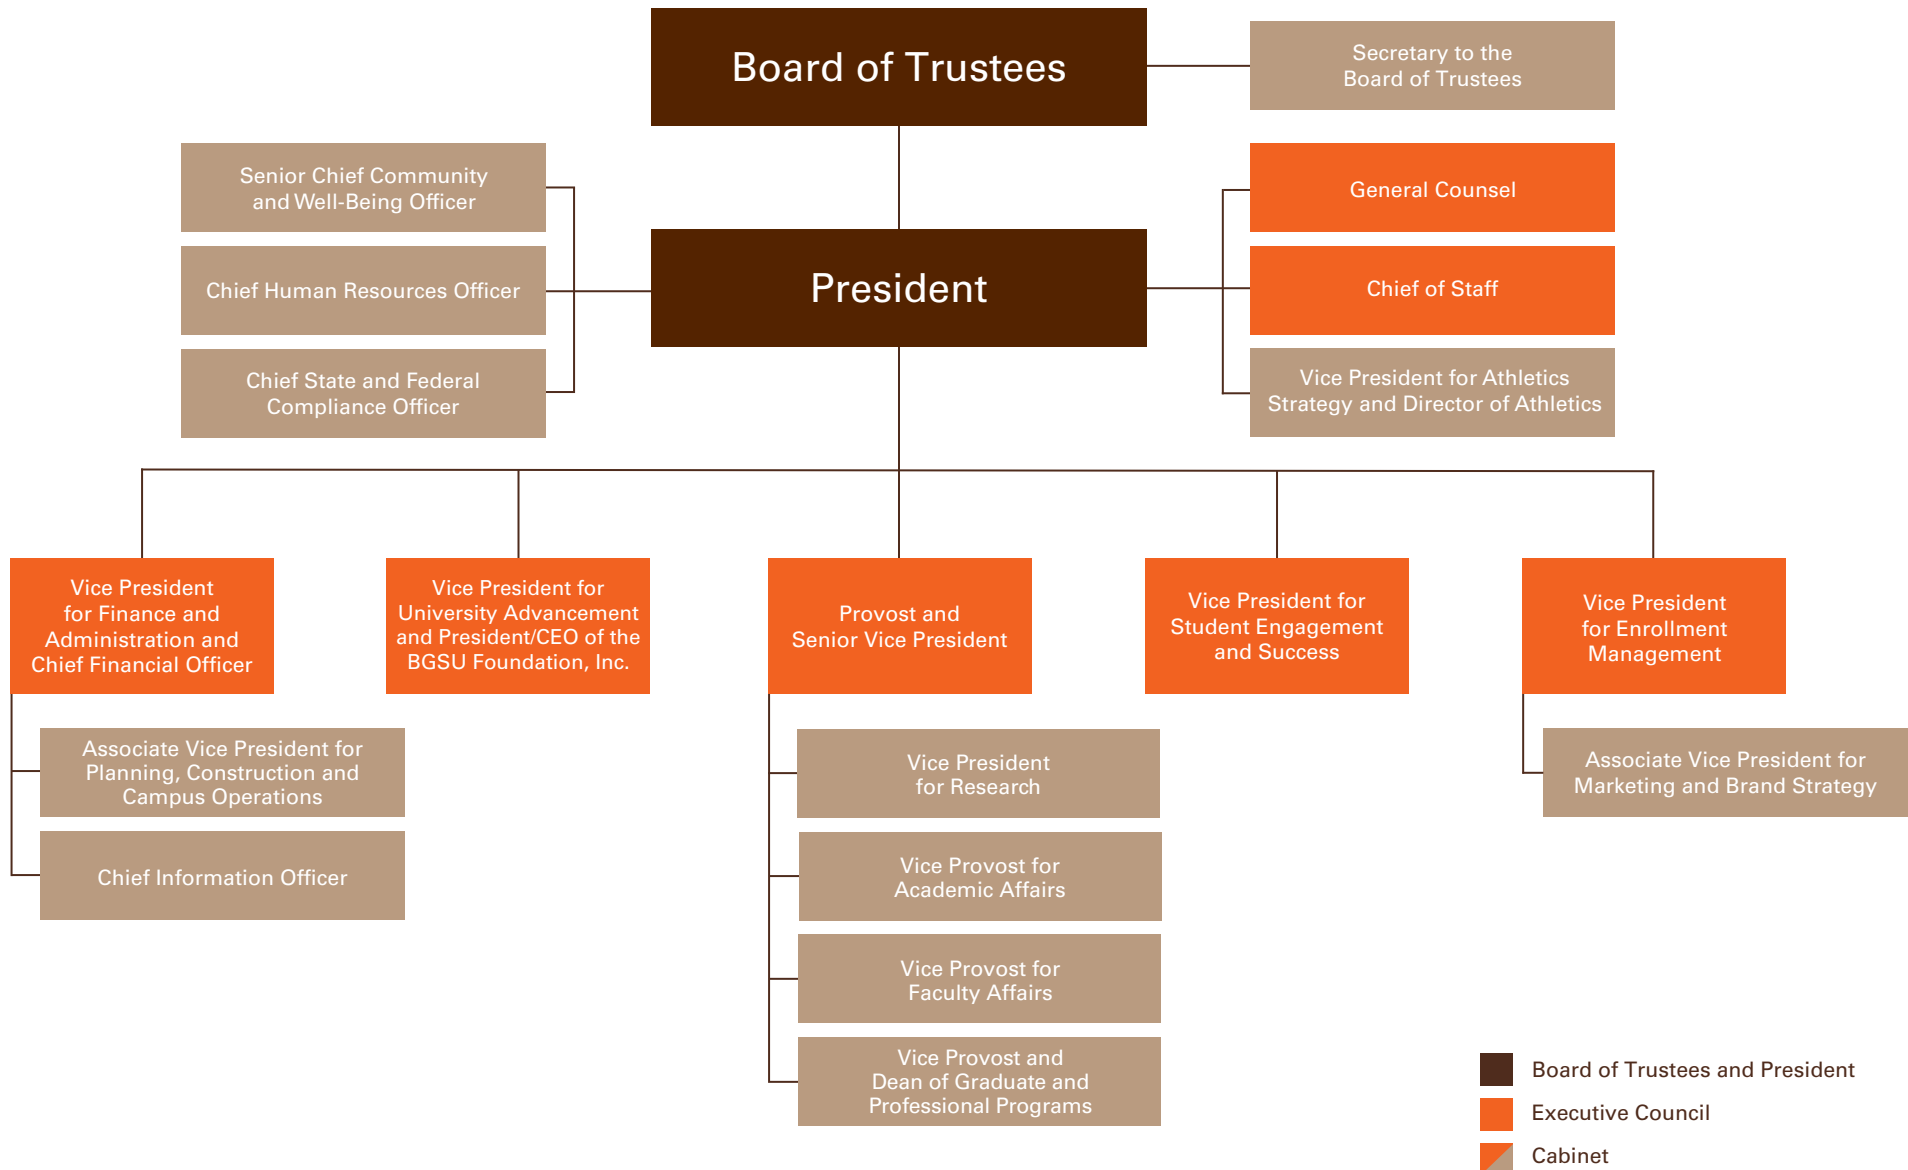 Board of Trustees
Secretary to the
Board of Trustees
Senior Chief Community
and Well-Being Officer
Chief Human Resources Officer
Chief State and Federal
Compliance Officer
President
General Counsel
Chief of Staff
Vice President for Athletics
Strategy and Director of Athletics
Vice President
for Finance and
Administration and
Chief Financial Officer
Vice President for
University Advancement
and President/CEO of the
BGSU Foundation, Inc.
Provost and
Senior Vice President
Vice President for
Student Engagement
and Success
Vice President
for Enrollment
Management
Associate Vice President for
Planning, Construction and
Campus Operations
Chief Information Officer
Vice President
for Research
Vice Provost for
Academic Affairs
Vice Provost for
Faculty Affairs
Vice Provost and
Dean of Graduate and
Professional Programs
Associate Vice President for
Marketing and Brand Strategy
Board of Trustees and President
Executive Council
Cabinet